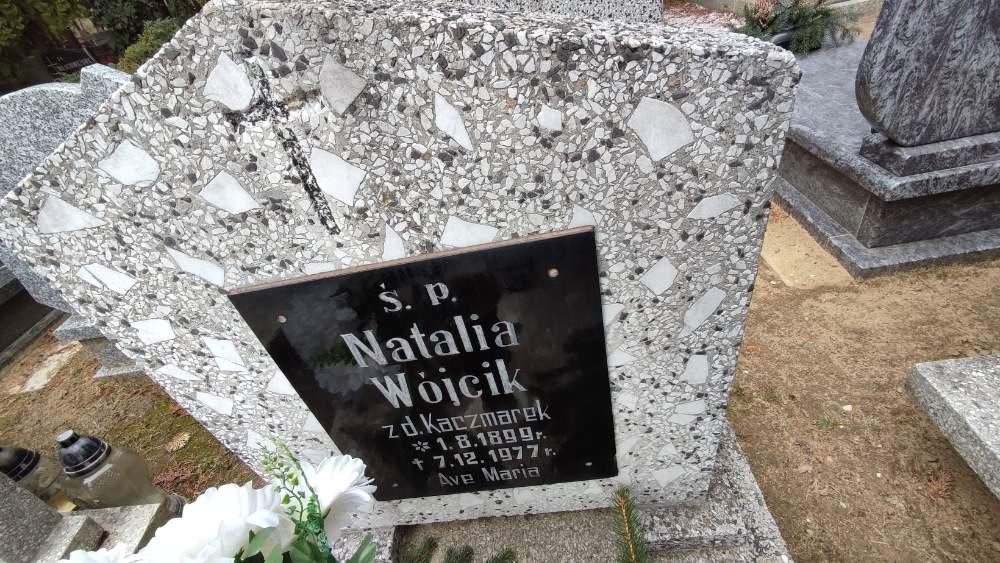 ś. p.
Natalia
Wójcik
z d. Kaczmarek
* 1.8.1899 r.
✝ 7.12.1977 r.
Ave Maria